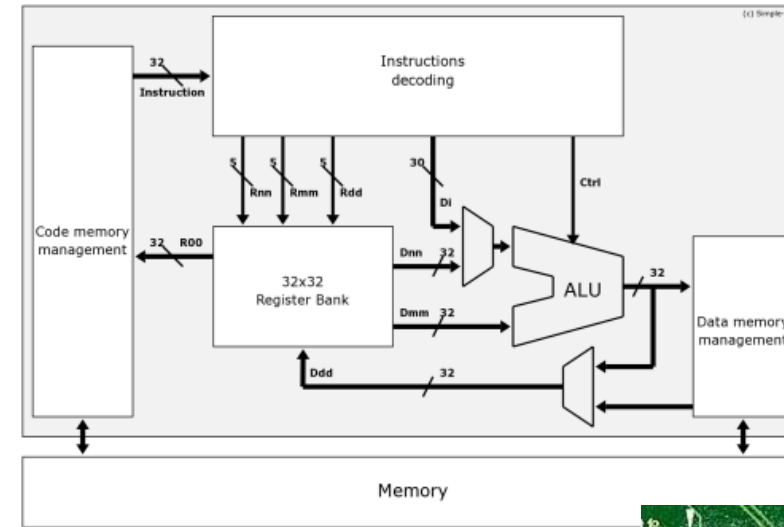 (c) Simple-
32
Instruction
Instructions
decoding
5
Rnn
5
Rmm
5
Rdd
30
Di
Ctrl
Code memory
management
32
R00
32x32
Register Bank
Dnn
32
Dmm
32
ALU
32
Data memory
management
Ddd
32
Memory